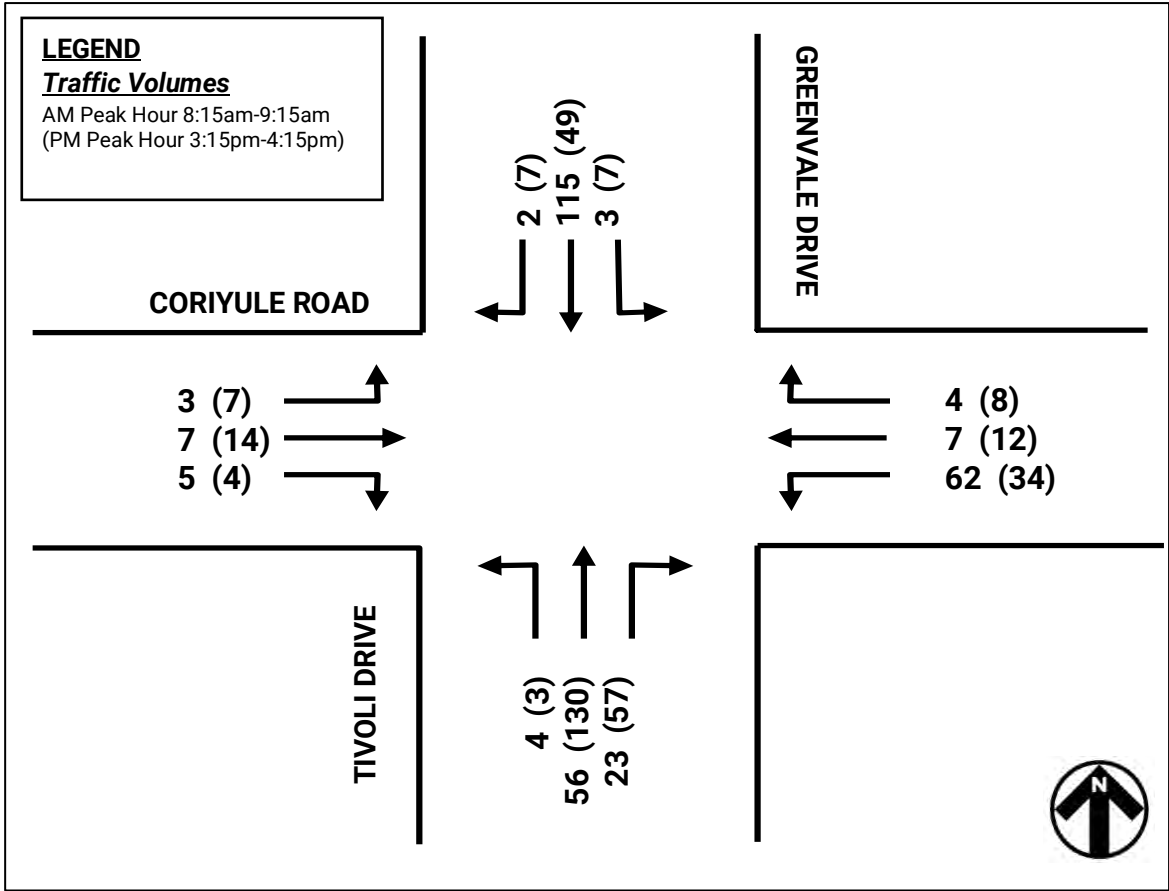 LEGEND
Traffic Volumes
AM Peak Hour 8:15am-9:15am
(PM Peak Hour 3:15pm-4:15pm)
2 (7)
115 (49)
3 (7)
GREENVALE DRIVE
CORIYULE ROAD
3 (7)
7 (14)
5 (4)
4 (8)
7 (12)
62 (34)
TIVOLI DRIVE
4 (3)
56 (130)
23 (57)
N